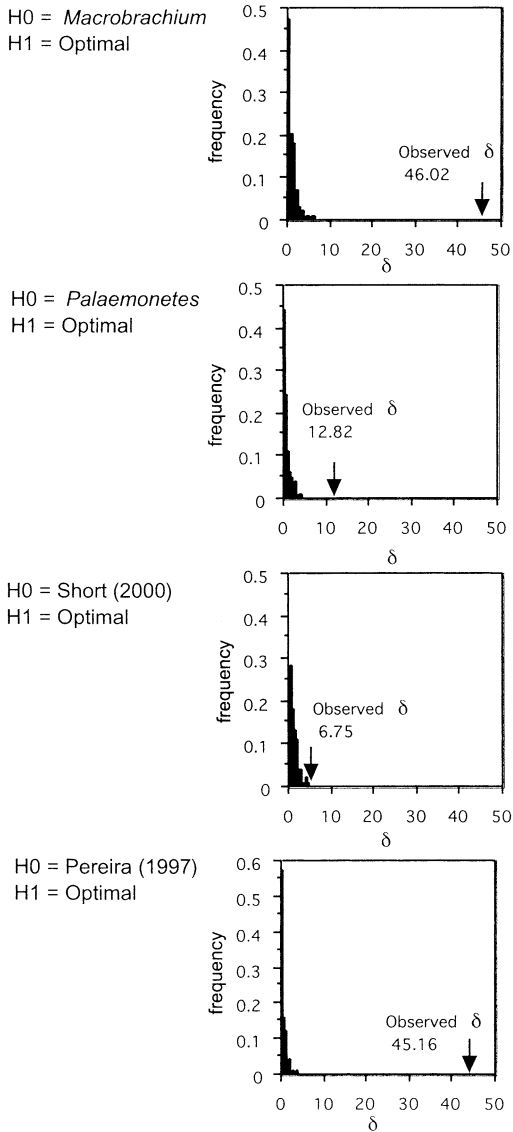 H0 = Macrobrachium
H1 = Optimal
frequency
0.5
0.4
0.3
0.2
0.1
0
Observed δ
46.02
0 10 20 30 40 50
δ
H0 = Palaemonetes
H1 = Optimal
frequency
0.5
0.4
0.3
0.2
0.1
0
Observed δ
12.82
0 10 20 30 40 50
δ
H0 = Short (2000)
H1 = Optimal
frequency
0.5
0.4
0.3
0.2
0.1
0
Observed δ
6.75
0 10 20 30 40 50
δ
H0 = Pereira (1997)
H1 = Optimal
frequency
0.6
0.5
0.4
0.3
0.2
0.1
0
Observed δ
45.16
0 10 20 30 40 50
δ